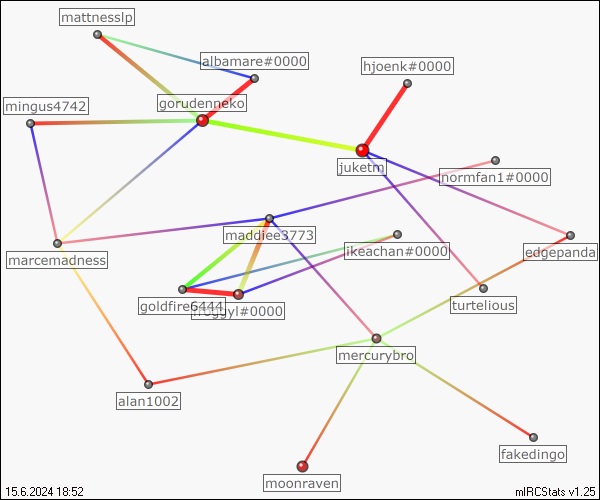 mattnesslp
albamare#0000
hjoenk#0000
mingus4742
gorudenneko
juketm
normfan1#0000
maddiee3773
ikeachan#0000
edgepanda
marcemadness
goldfire6444
froggyl#0000
turtelious
mercurybro
alan1002
fakedingo
moonraven
15.6.2024 18:52
mIRCStats v1.25